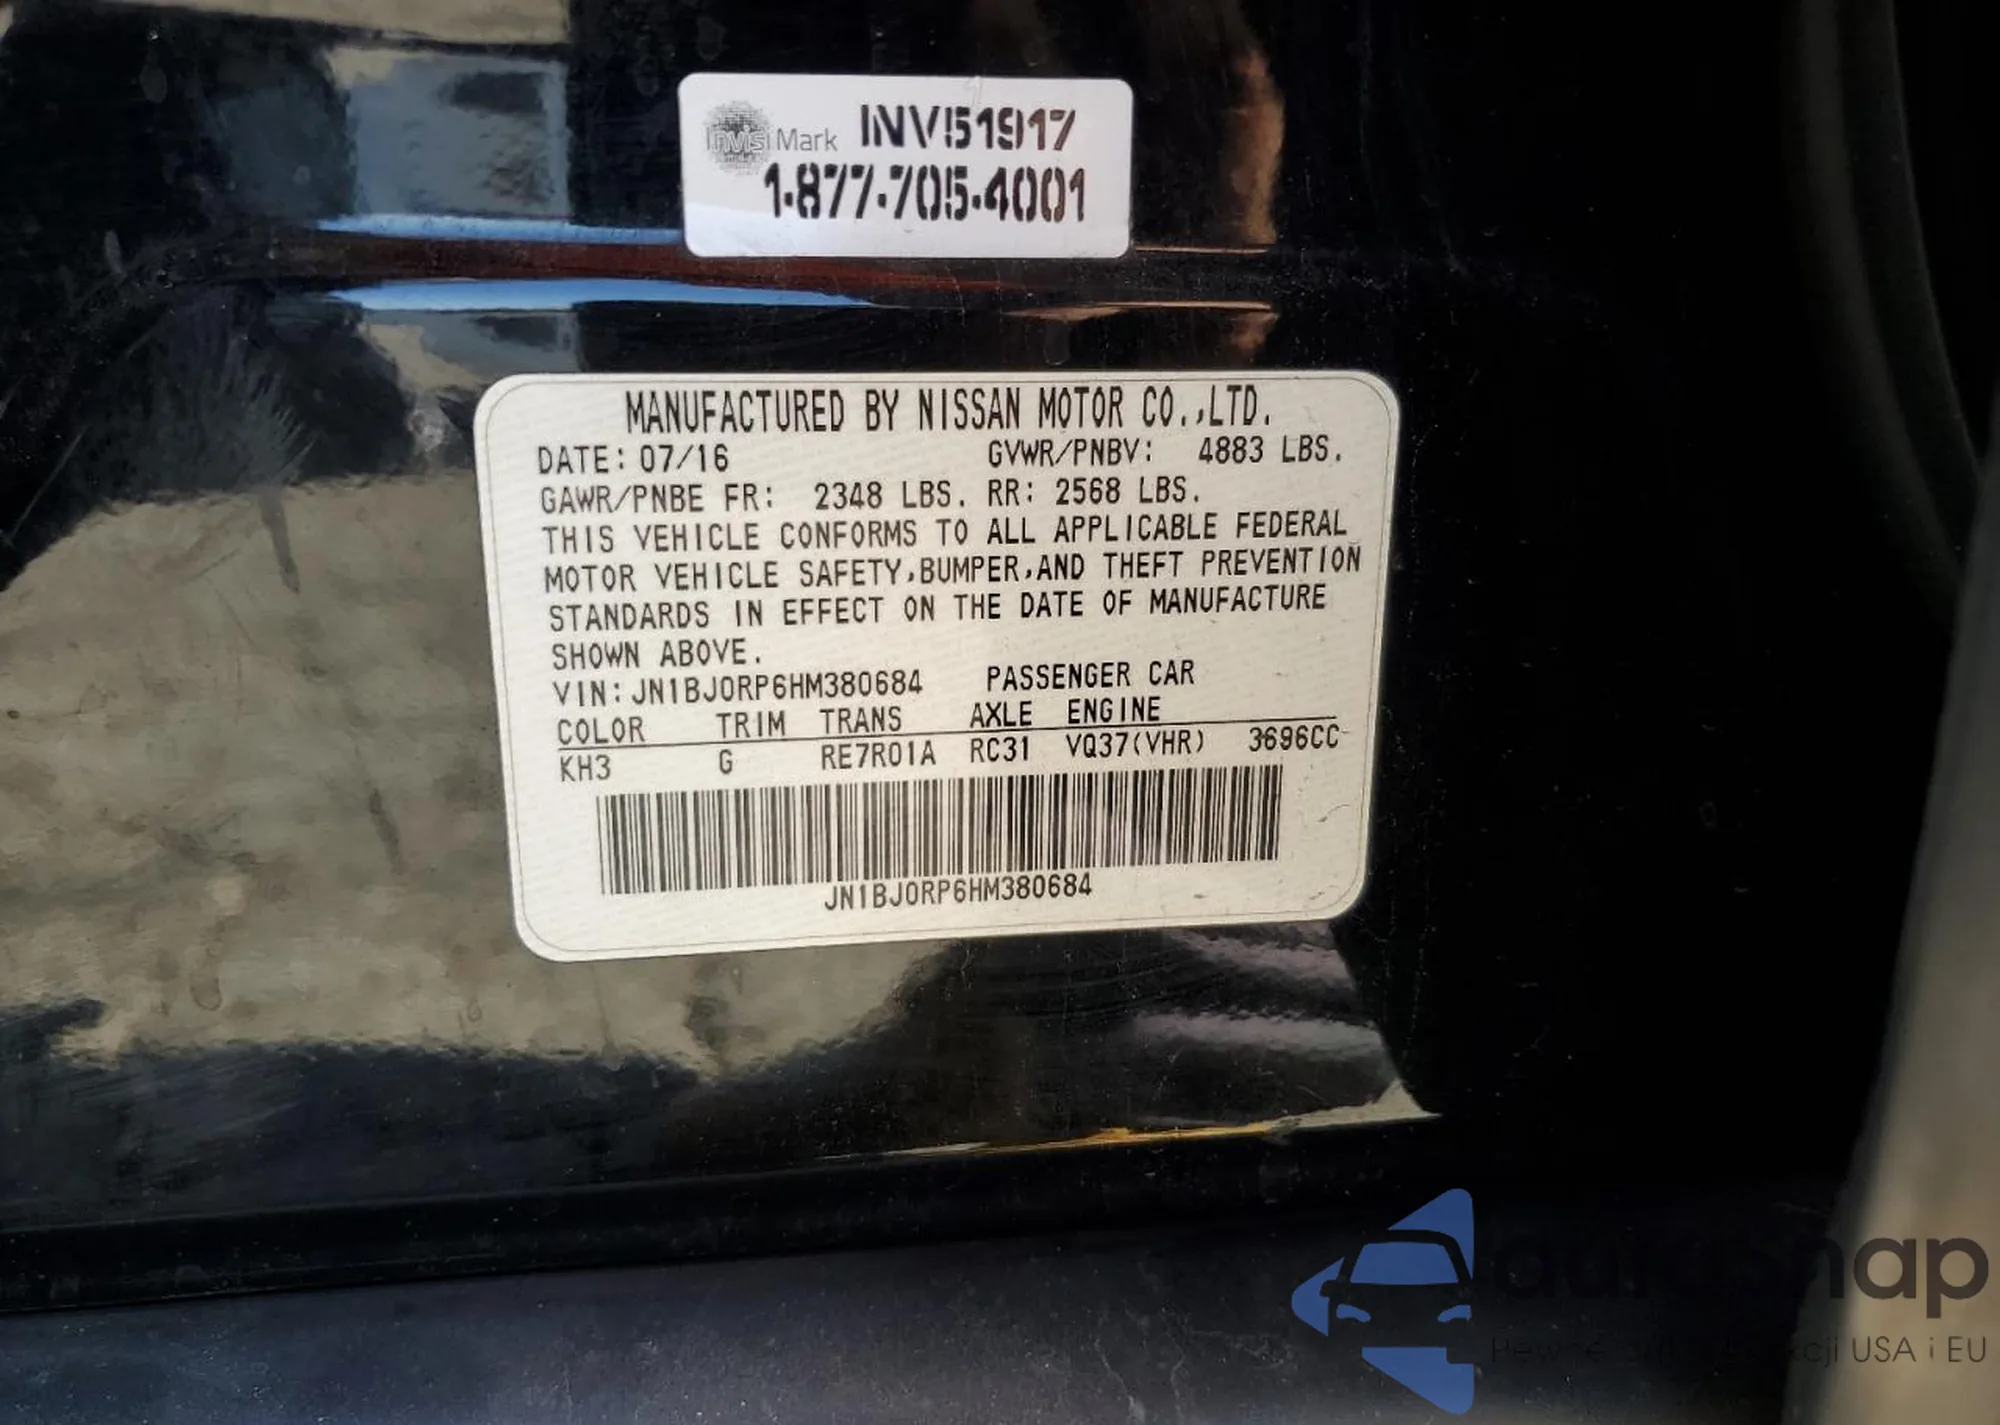 InvisiMark INV51917
1-877-705-4001
MANUFACTURED BY NISSAN MOTOR CO.,LTD.
DATE: 07/16 GVWR/PNBV: 4883 LBS.
GAWR/PNBE FR: 2348 LBS. RR: 2568 LBS.
THIS VEHICLE CONFORMS TO ALL APPLICABLE FEDERAL
MOTOR VEHICLE SAFETY,BUMPER,AND THEFT PREVENTION
STANDARDS IN EFFECT ON THE DATE OF MANUFACTURE
SHOWN ABOVE.
VIN: JN1BJ0RP6HM380684 PASSENGER CAR
COLOR TRIM TRANS AXLE ENGINE
KH3 G RE7R01A RC31 VQ37(VHR) 3696CC
JN1BJ0RP6HM380684
autosnap
USA i EU